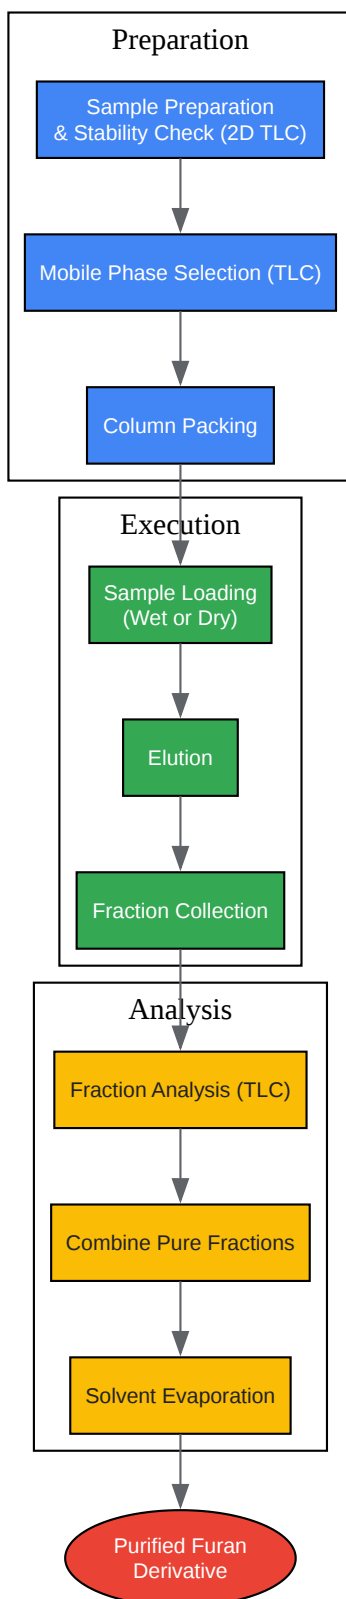 Preparation
Sample Preparation
& Stability Check (2D TLC)
Mobile Phase Selection (TLC)
Column Packing
Execution
Sample Loading
(Wet or Dry)
Elution
Fraction Collection
Analysis
Fraction Analysis (TLC)
Combine Pure Fractions
Solvent Evaporation
Purified Furan
Derivative